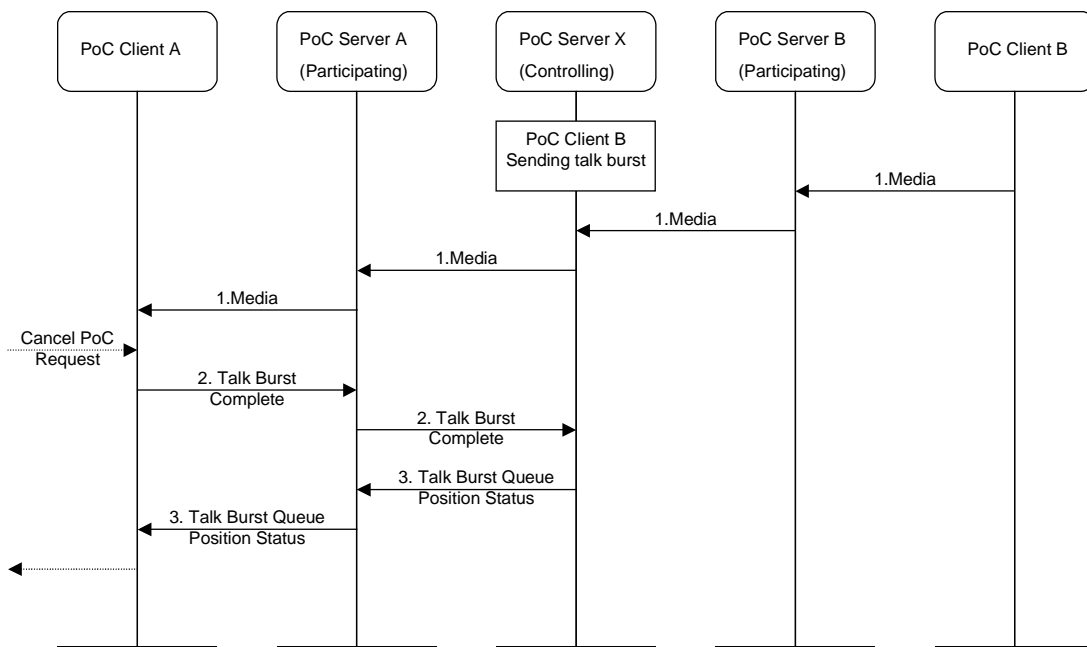 PoC Client A
PoC Server A
(Participating)
PoC Server X
(Controlling)
PoC Server B
(Participating)
PoC Client B
PoC Client B
Sending talk burst
1.Media
1.Media
1.Media
1.Media
Cancel PoC
Request
2. Talk Burst
Complete
2. Talk Burst
Complete
3. Talk Burst Queue
Position Status
3. Talk Burst Queue
Position Status